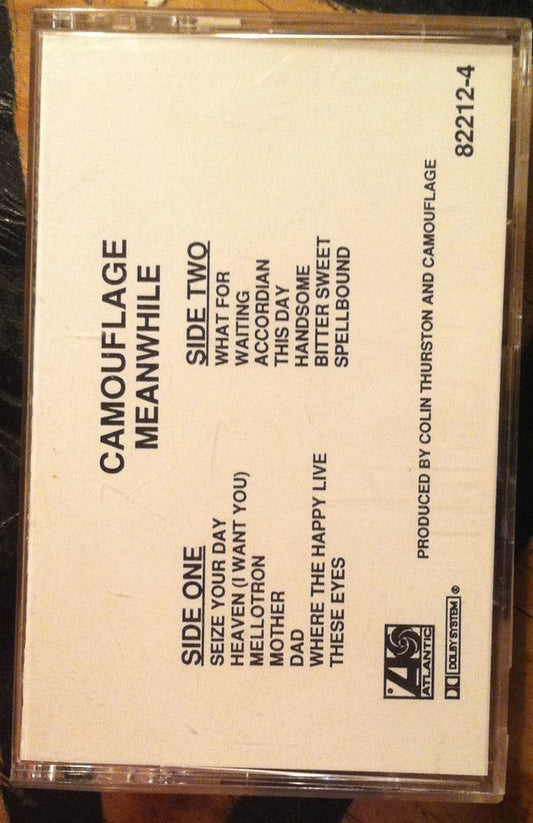 CAMOUFLAGE
MEANWHILE
SIDE ONE
SEIZE YOUR DAY
HEAVEN (I WANT YOU)
MELLOTRON
MOTHER
DAD
WHERE THE HAPPY LIVE
THESE EYES
SIDE TWO
WHAT FOR
WAITING
ACCORDIAN
THIS DAY
HANDSOME
BITTER SWEET
SPELLBOUND
PRODUCED BY COLIN THURSTON AND CAMOUFLAGE
ATLANTIC
DOLBY SYSTEM ®
82212-4